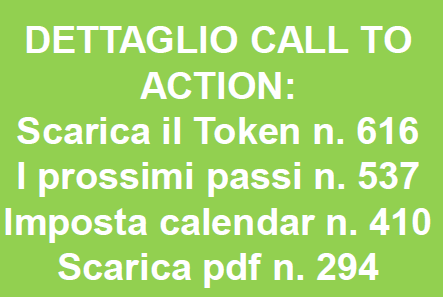 DETTAGLIO CALL TO
ACTION:
Scarica il Token n. 616
I prossimi passi n. 537
Imposta calendar n. 410
Scarica pdf n. 294